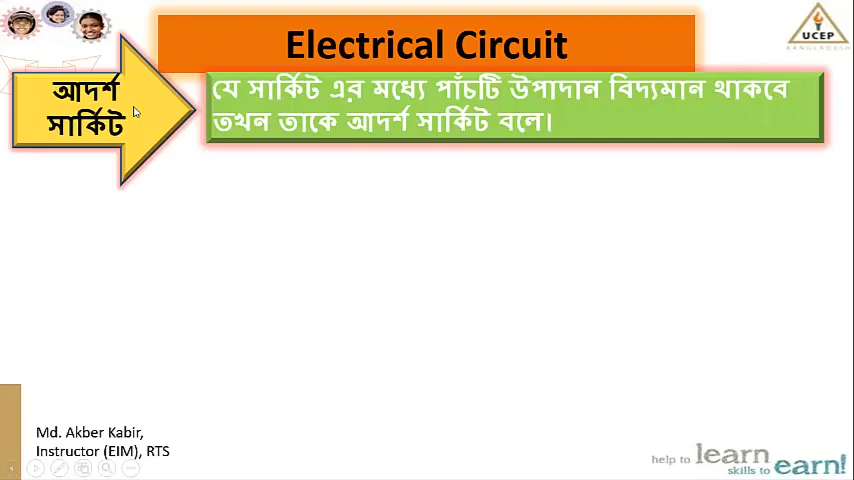 Electrical Circuit
UCEP
BANGLADESH
আদর্শ
সার্কিট
যে সার্কিট এর মধ্যে পাঁচটি উপাদান বিদ্যমান থাকবে
তখন তাকে আদর্শ সার্কিট বলে।
Md. Akber Kabir,
Instructor (EIM), RTS
help to learn
skills to earn!